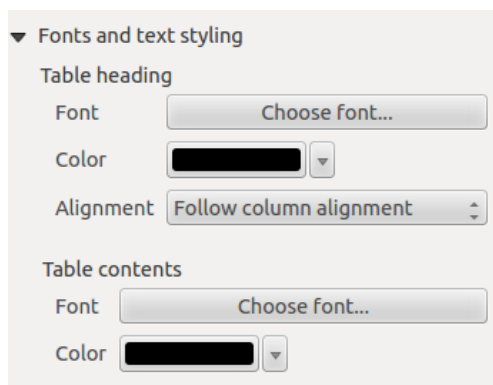 Fonts and text styling
Table heading
Font Choose font...
Color
Alignment Follow column alignment
Table contents
Font Choose font...
Color